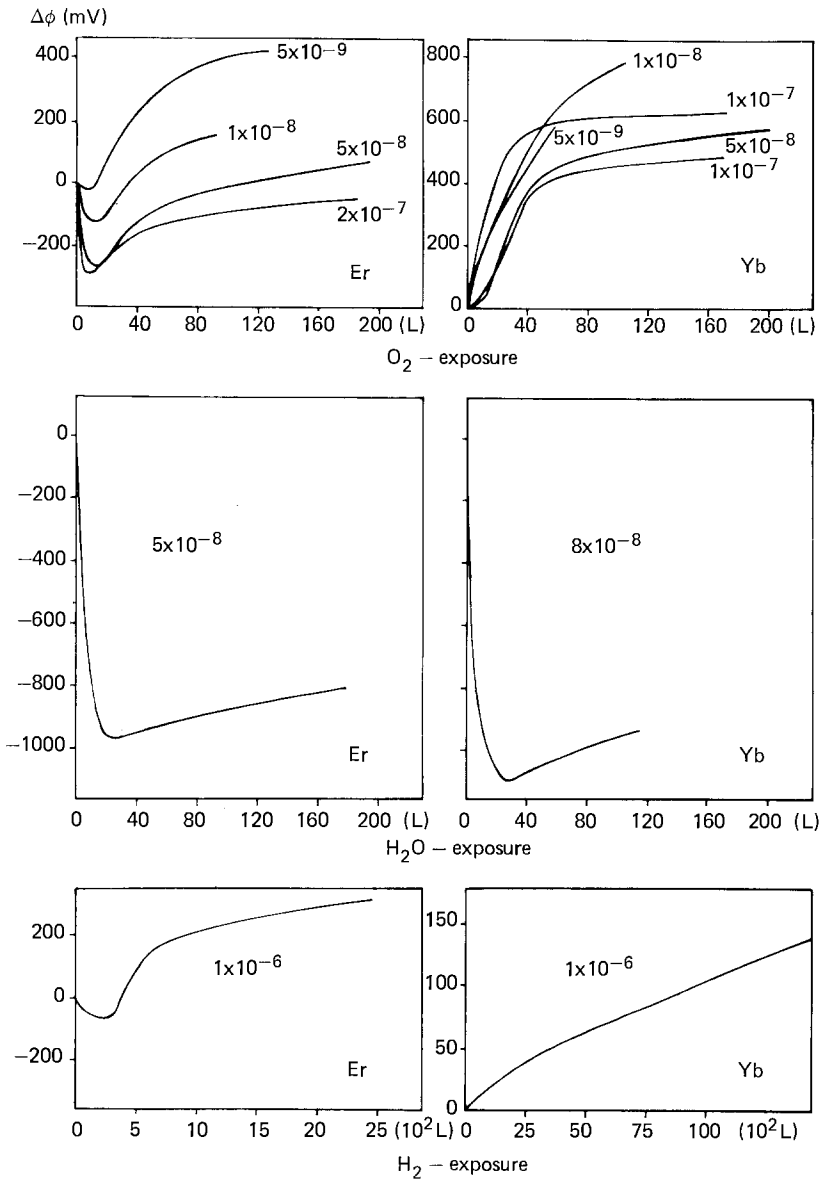 Δϕ (mV)
400
200
0
−200
5x10⁻⁹
1x10⁻⁸
5x10⁻⁸
2x10⁻⁷
Er
0 40 80 120 160 200 (L)
800
600
400
200
0
1x10⁻⁸
1x10⁻⁷
5x10⁻⁹
5x10⁻⁸
1x10⁻⁷
Yb
0 40 80 120 160 200 (L)
O₂ – exposure
0
−200
−400
−600
−800
−1000
5x10⁻⁸
Er
0 40 80 120 160 200 (L)
8x10⁻⁸
Yb
0 40 80 120 160 200 (L)
H₂O – exposure
200
0
−200
1x10⁻⁶
Er
0 5 10 15 20 25 (10²L)
150
100
50
0
1x10⁻⁶
Yb
0 25 50 75 100 (10²L)
H₂ – exposure